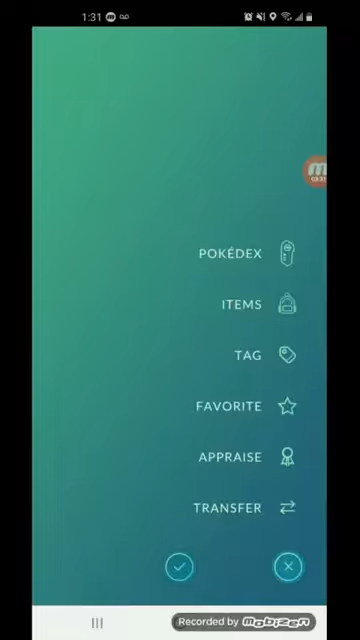 1:31
POKÉDEX
ITEMS
TAG
FAVORITE
APPRAISE
TRANSFER
Recorded by mobizen